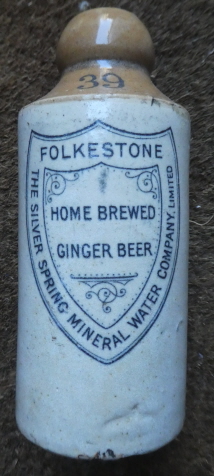 39
FOLKESTONE
HOME BREWED
GINGER BEER
THE SILVER SPRING MINERAL WATER COMPANY, LIMITED